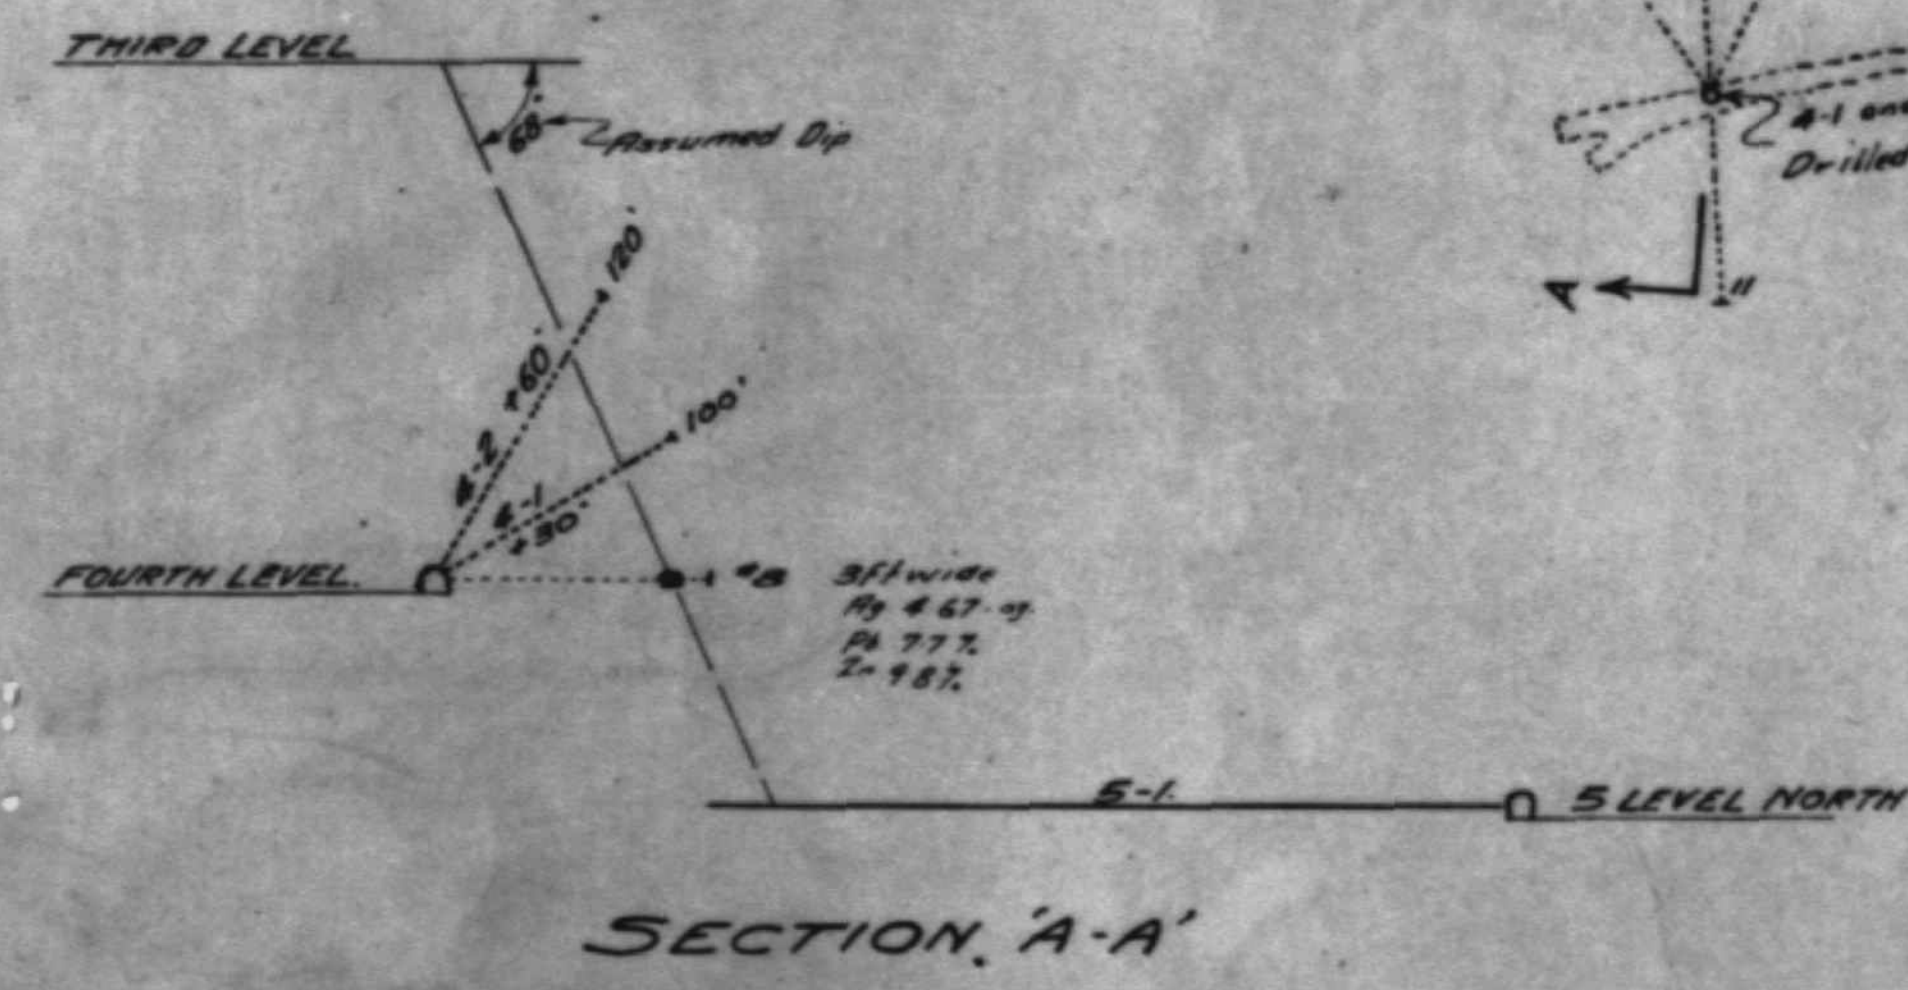 THIRD LEVEL
68°
Assumed Dip
4-1 and
Drilled
A
11
120'
+60°
4-2
100'
4-1
+30°
FOURTH LEVEL.
#8
3ft wide
Ag 4.67 oz.
Pb 7.7%
Zn 9.8%
5-1.
5 LEVEL NORTH
SECTION. 'A-A'